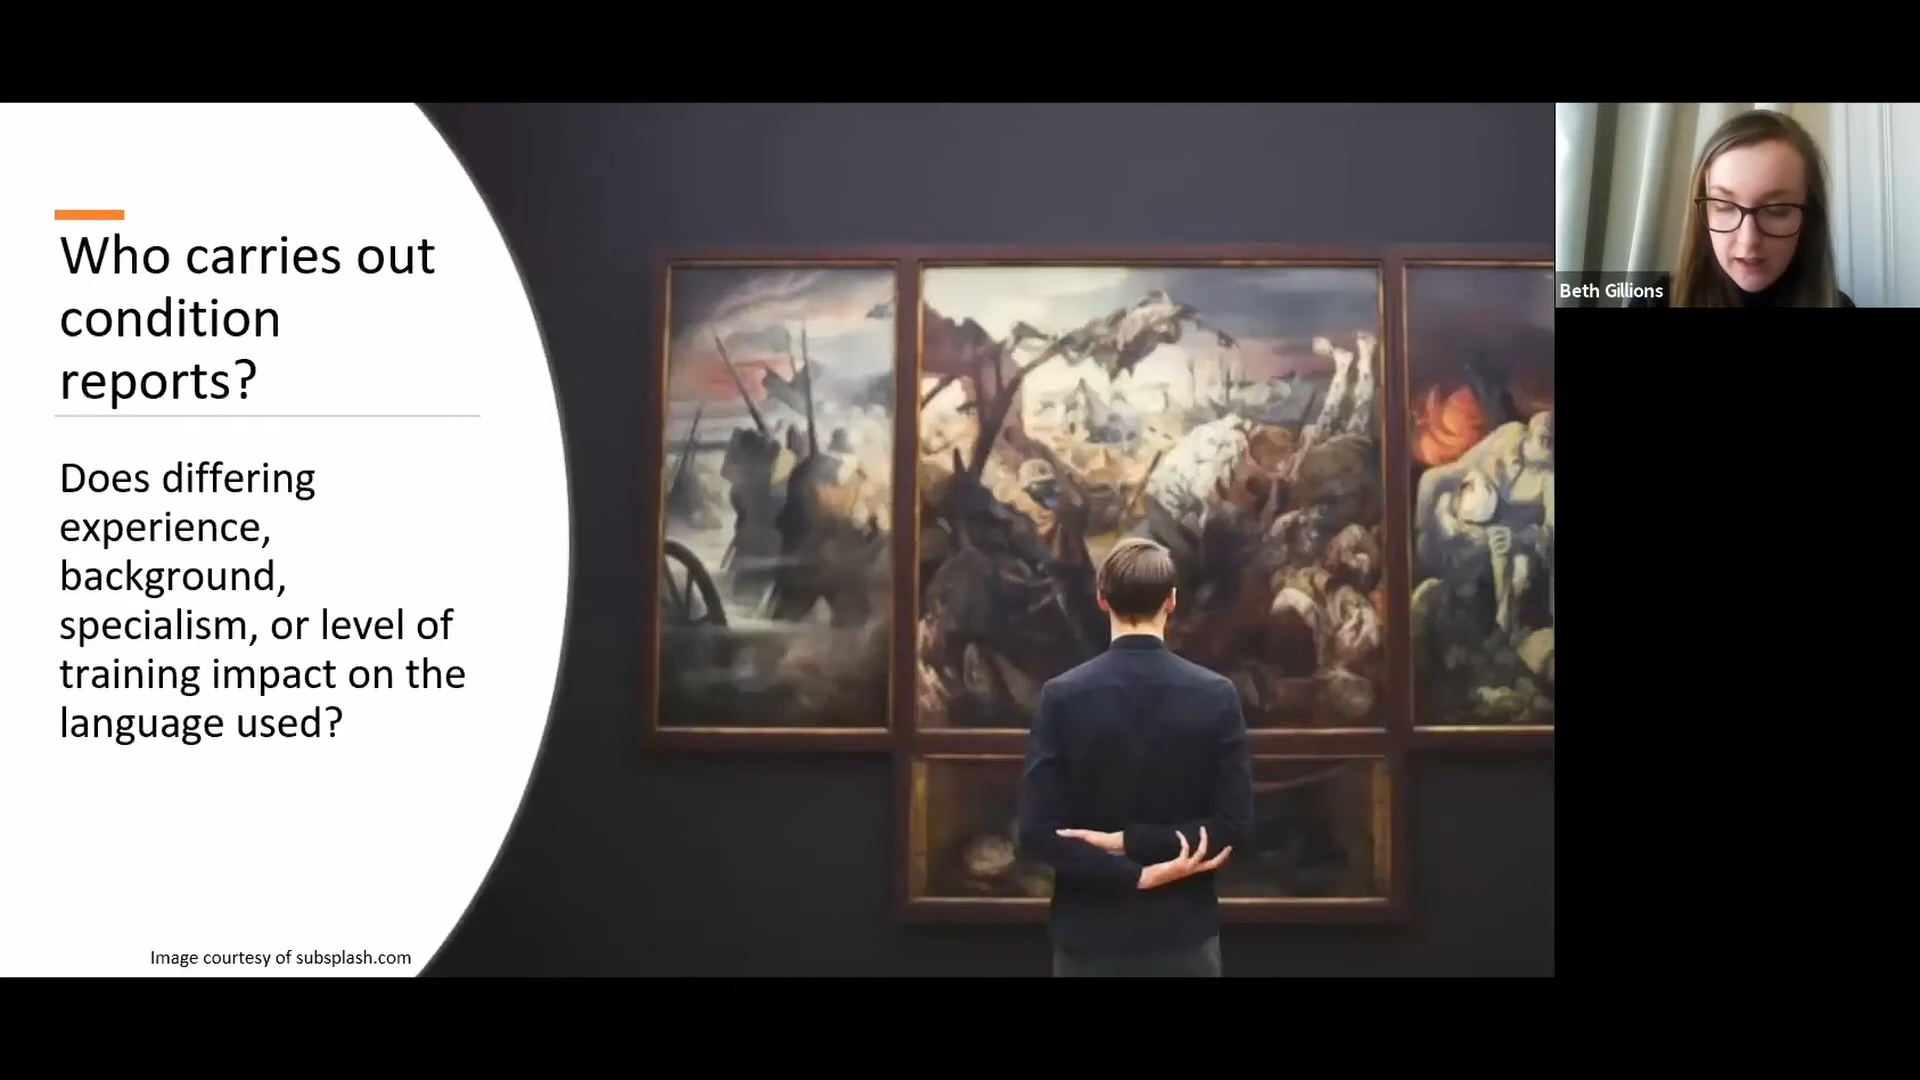 Who carries out
condition
reports?
Does differing
experience,
background,
specialism, or level of
training impact on the
language used?
Image courtesy of subsplash.com
Beth Gillions